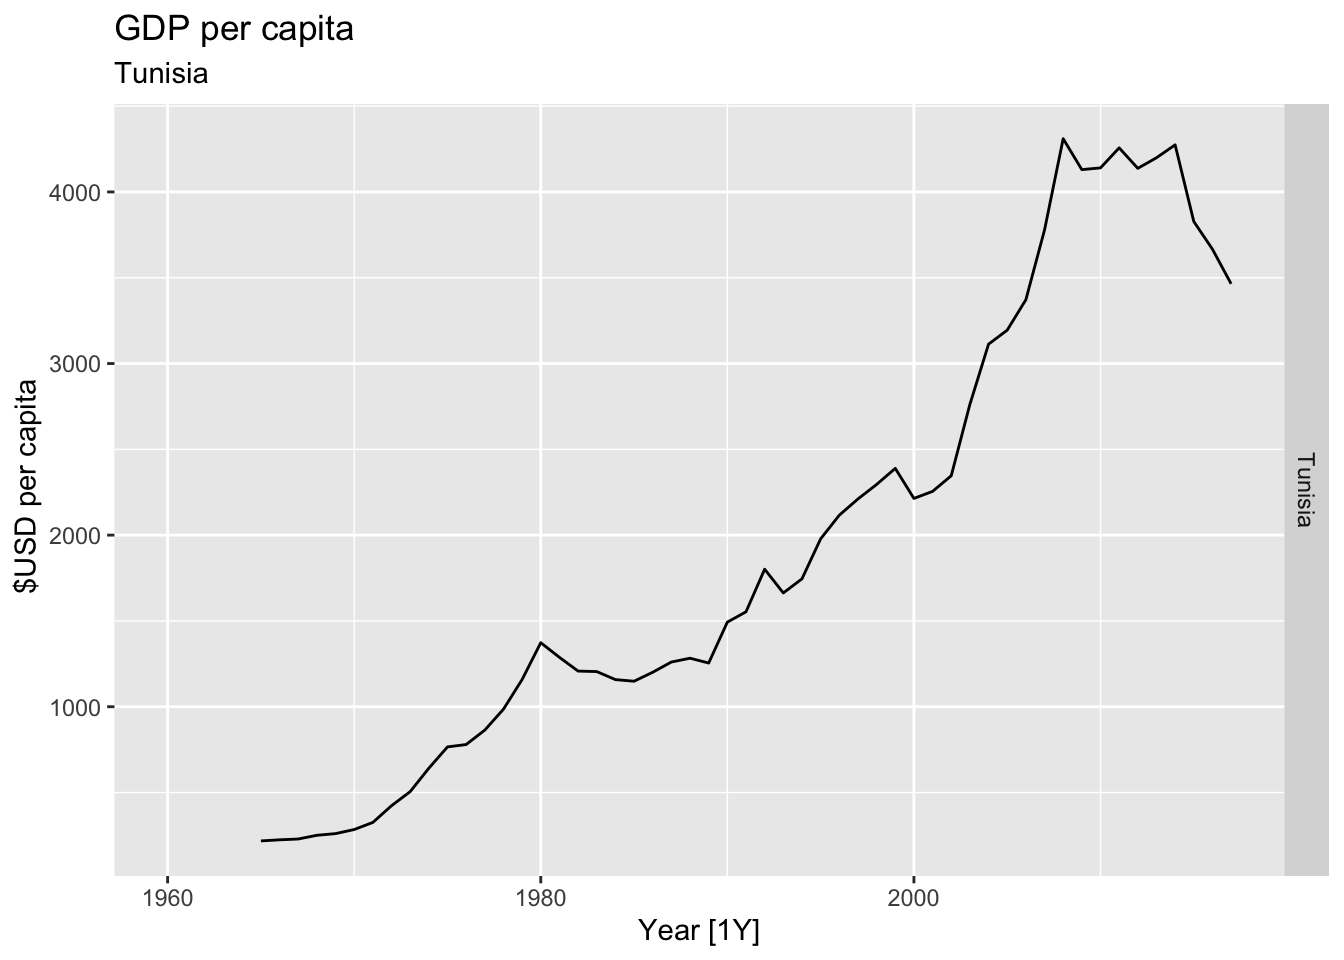 GDP per capita
Tunisia
4000
3000
2000
1000
$USD per capita
Tunisia
1960
1980
2000
Year [1Y]